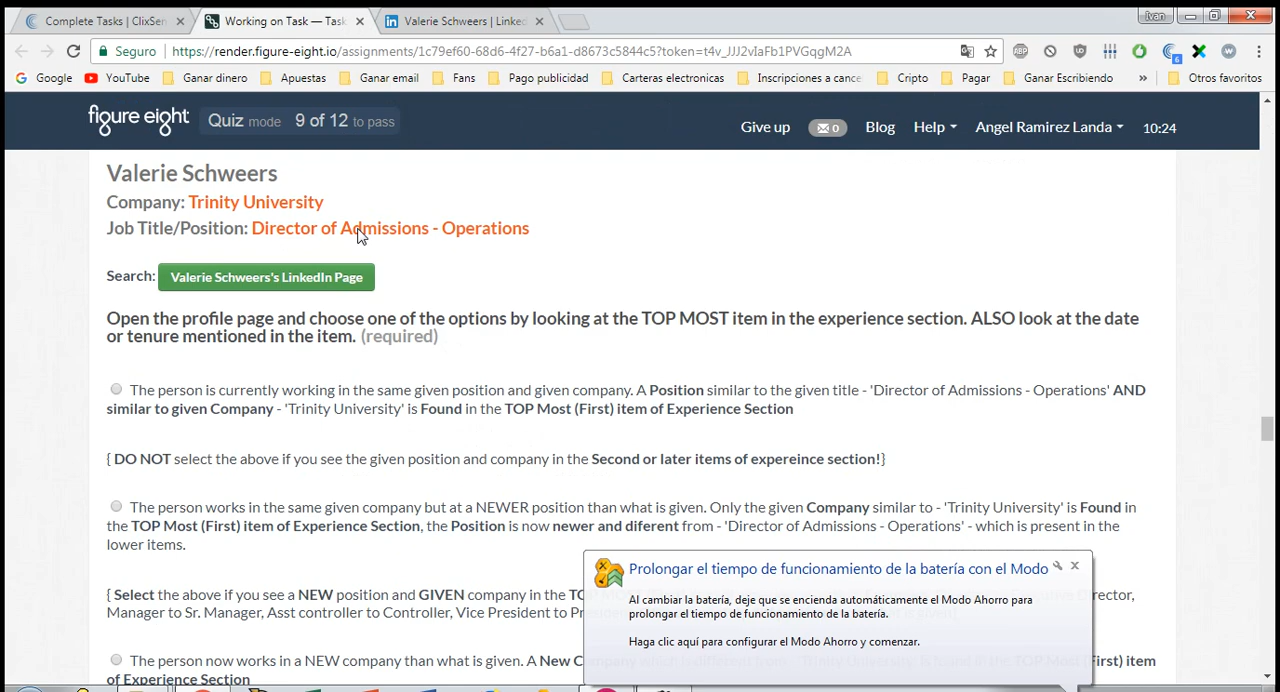 Complete Tasks | ClixSen
Working on Task — Task
Valerie Schweers | Linked
ivan
Seguro
https://render.figure-eight.io/assignments/1c79ef60-68d6-4f27-b6a1-d8673c5844c5?token=t4v_JJJ2vIaFb1PVGqgM2A
ABP
6
Google
YouTube
Ganar dinero
Apuestas
Ganar email
Fans
Pago publicidad
Carteras electronicas
Inscripciones a cance
Cripto
Pagar
Ganar Escribiendo
»
Otros favoritos
figure eight
Quiz mode 9 of 12 to pass
Give up
0
Blog
Help
Angel Ramirez Landa
10:24
Valerie Schweers
Company: Trinity University
Job Title/Position: Director of Admissions - Operations
Search: Valerie Schweers's LinkedIn Page
Open the profile page and choose one of the options by looking at the TOP MOST item in the experience section. ALSO look at the date
or tenure mentioned in the item. (required)
The person is currently working in the same given position and given company. A Position similar to the given title - 'Director of Admissions - Operations' AND
similar to given Company - 'Trinity University' is Found in the TOP Most (First) item of Experience Section
{ DO NOT select the above if you see the given position and company in the Second or later items of expereince section!}
The person works in the same given company but at a NEWER position than what is given. Only the given Company similar to - 'Trinity University' is Found in
the TOP Most (First) item of Experience Section, the Position is now newer and diferent from - 'Director of Admissions - Operations' - which is present in the
lower items.
{ Select the above if you see a NEW position and GIVEN company in the
Manager to Sr. Manager, Asst controller to Controller, Vice President to
Prolongar el tiempo de funcionamiento de la batería con el Modo
Al cambiar la batería, deje que se encienda automáticamente el Modo Ahorro para
prolongar el tiempo de funcionamiento de la batería.
Haga clic aquí para configurar el Modo Ahorro y comenzar.
The person now works in a NEW company than what is given. A New
(First) item
of Experience Section